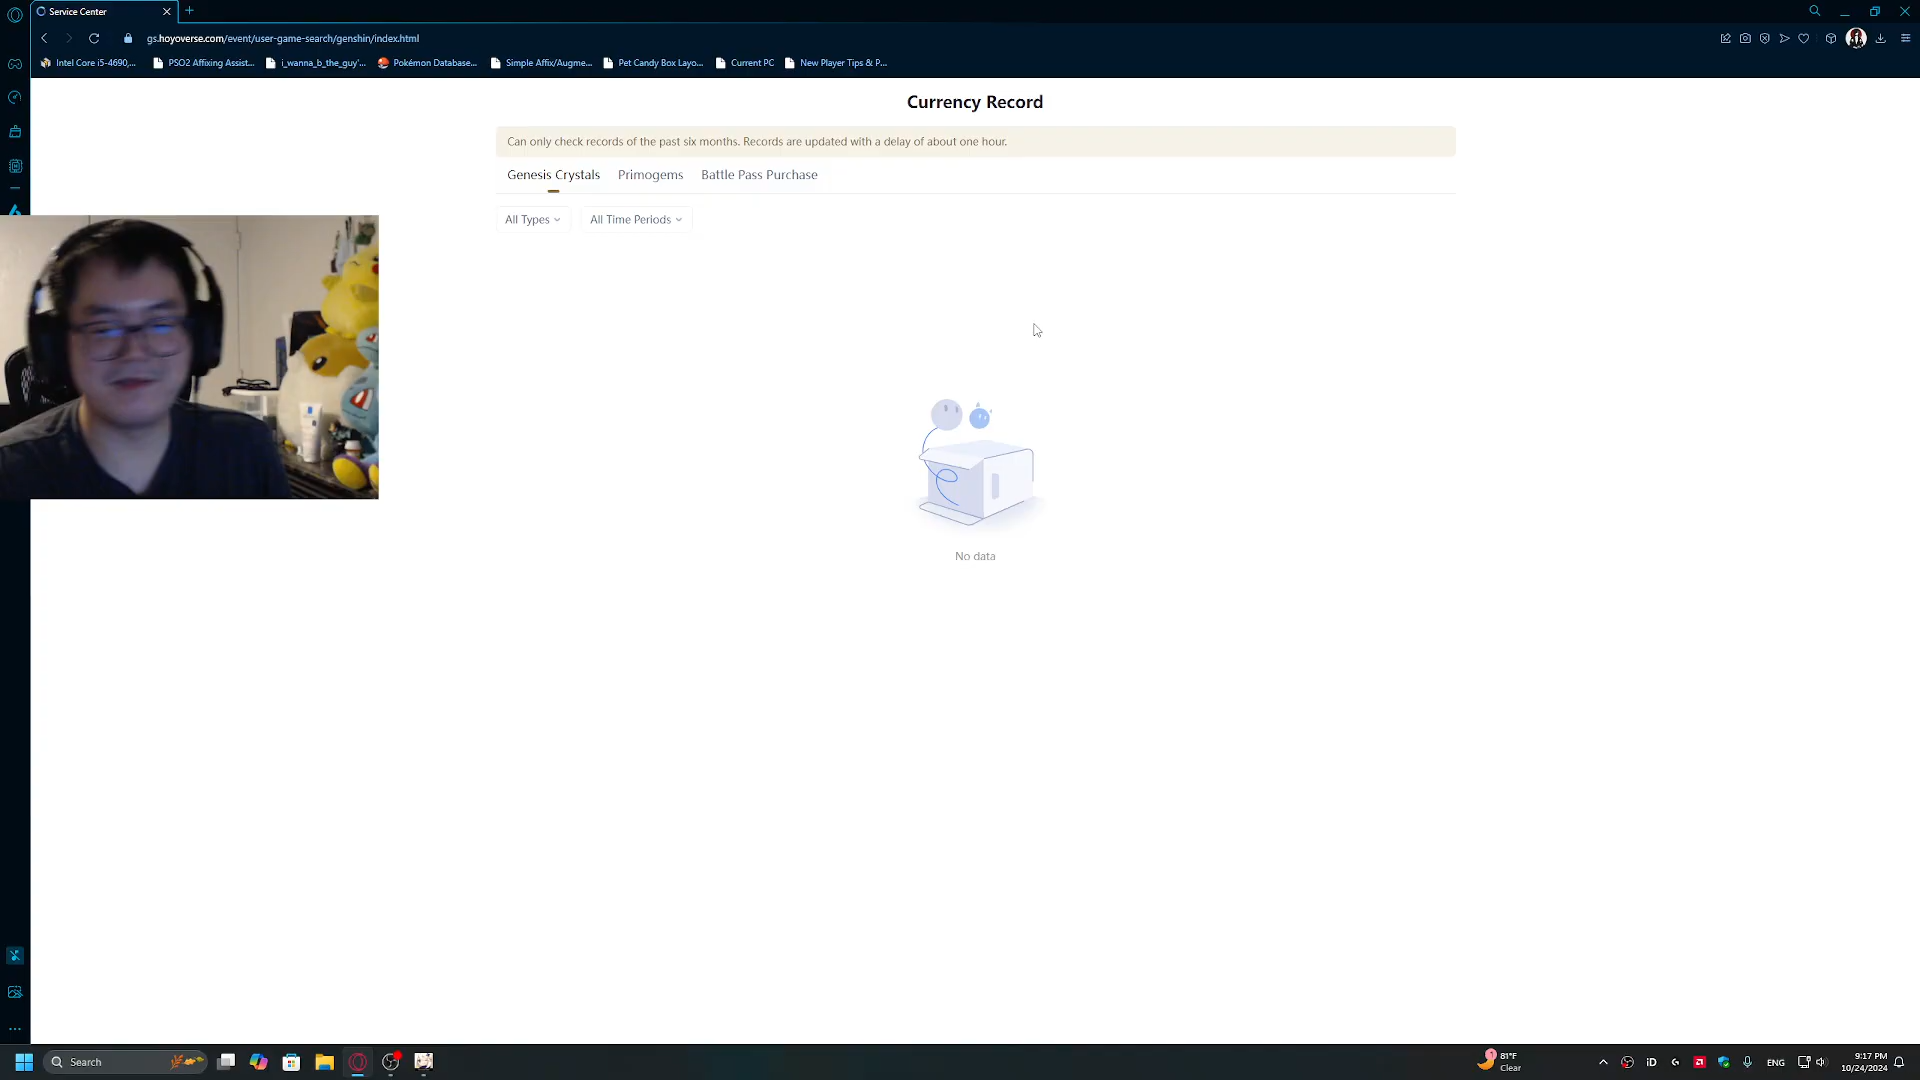 Service Center
gs.hoyoverse.com/event/user-game-search/genshin/index.html
Intel Core i5-4690,... PSO2 Affixing Assist... i_wanna_b_the_guy'... Pokémon Database... Simple Affix/Augme... Pet Candy Box Layo... Current PC New Player Tips & P...
Currency Record
Can only check records of the past six months. Records are updated with a delay of about one hour.
Genesis Crystals Primogems Battle Pass Purchase
All Types All Time Periods
No data
Search
1 81°F
Clear
iD
ENG
9:17 PM
10/24/2024